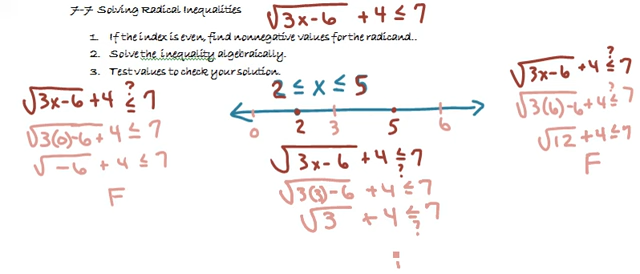 7-7 Solving Radical Inequalities
√3x-6 + 4 ≤ 7
1. If the index is even, find nonnegative values for the radicand..
2. Solve the inequality algebraically.
3. Test values to check your solution.
2 ≤ x ≤ 5
0 2 3 5 6
√3x-6 + 4 ≤? 7
√3(0)-6 + 4 ≤ 7
√-6 + 4 ≤ 7
F
√3x-6 + 4 ≤? 7
√3(3)-6 + 4 ≤ 7
√3 + 4 ≤? 7
√3x-6 + 4 ≤? 7
√3(6)-6 + 4 ≤? 7
√12 + 4 ≤ 7
F